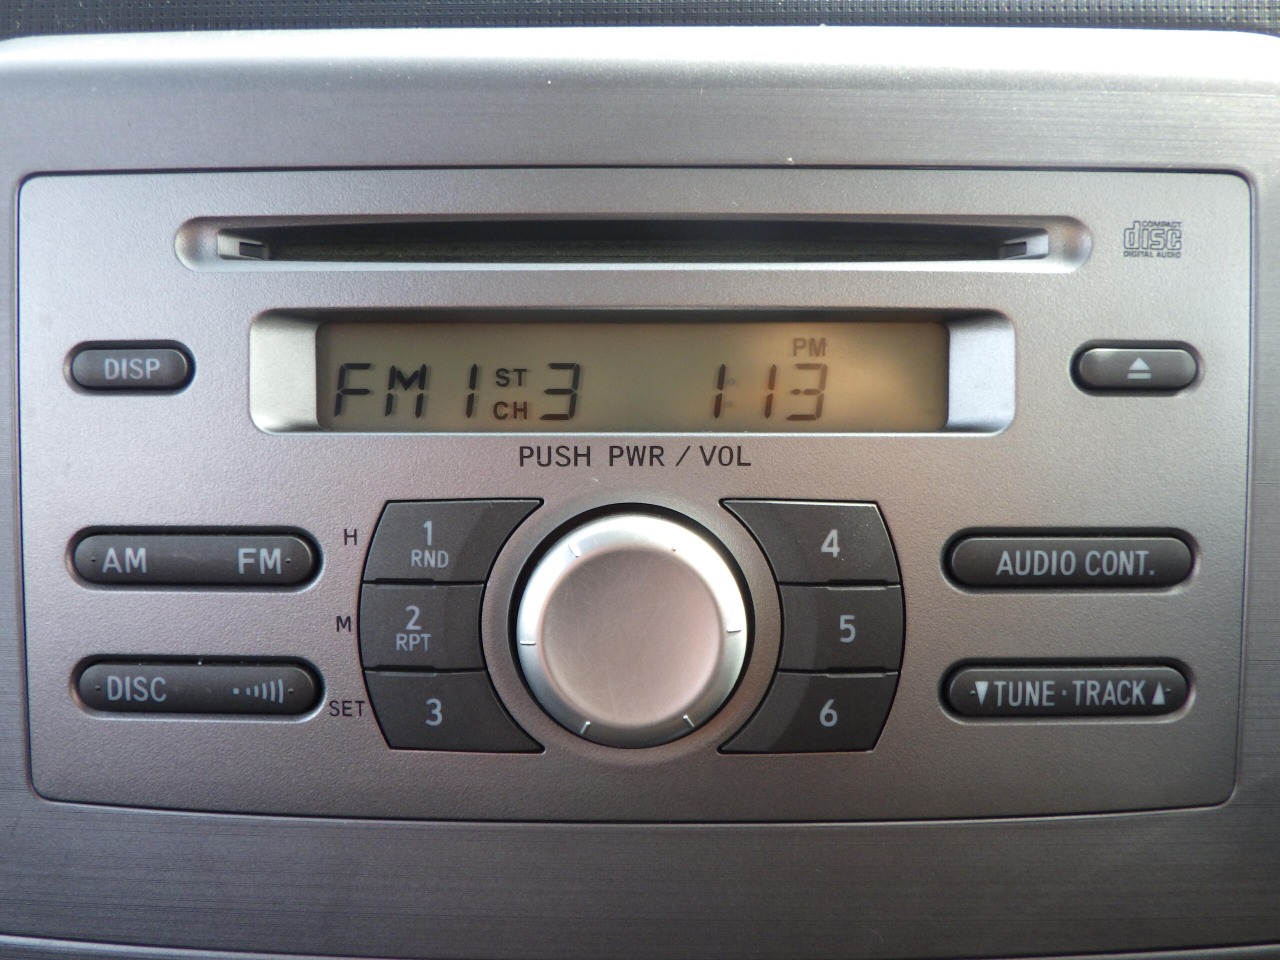 COMPACT
disc
DIGITAL AUDIO
DISP
PM
FM1 ST CH 3 1:13
PUSH PWR / VOL
AM FM
H
1
RND
4
AUDIO CONT.
M
2
RPT
5
DISC
SET
3
6
▼TUNE · TRACK▲